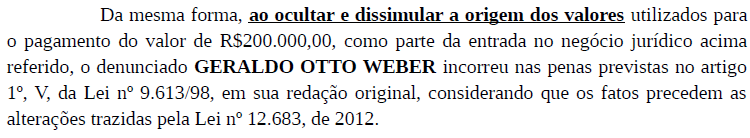 Da mesma forma, ao ocultar e dissimular a origem dos valores utilizados para
o pagamento do valor de R$200.000,00, como parte da entrada no negócio jurídico acima
referido, o denunciado GERALDO OTTO WEBER incorreu nas penas previstas no artigo
1º, V, da Lei nº 9.613/98, em sua redação original, considerando que os fatos precedem as
alterações trazidas pela Lei nº 12.683, de 2012.